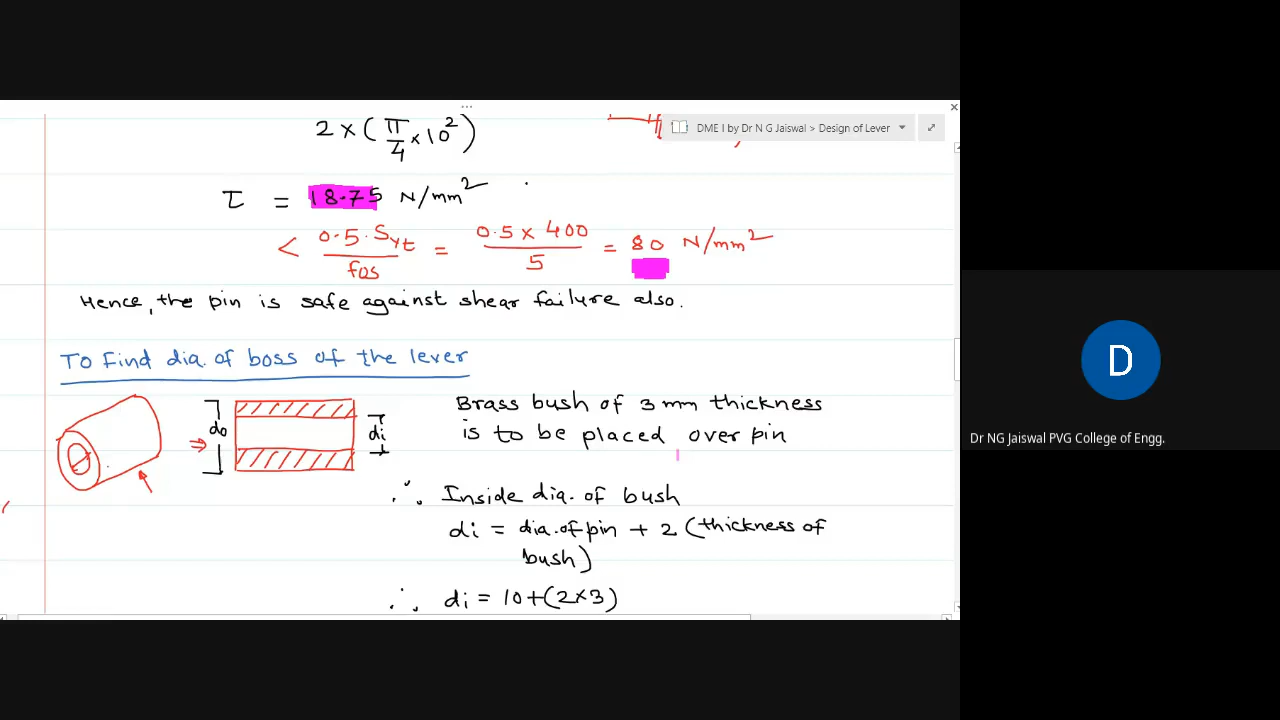 2 × ( π/4 × 10² )
DME I by Dr N G Jaiswal > Design of Lever
τ = 18.75 N/mm²
< 0.5.Syt / fos = 0.5 × 400 / 5 = 80 N/mm²
Hence, the pin is safe against shear failure also.
To Find dia. of boss of the lever
Brass bush of 3 mm thickness
is to be placed over pin
do
di
∴ Inside dia. of bush
di = dia. of pin + 2 (thickness of
bush)
∴ di = 10+(2×3)
D
Dr NG Jaiswal PVG College of Engg.